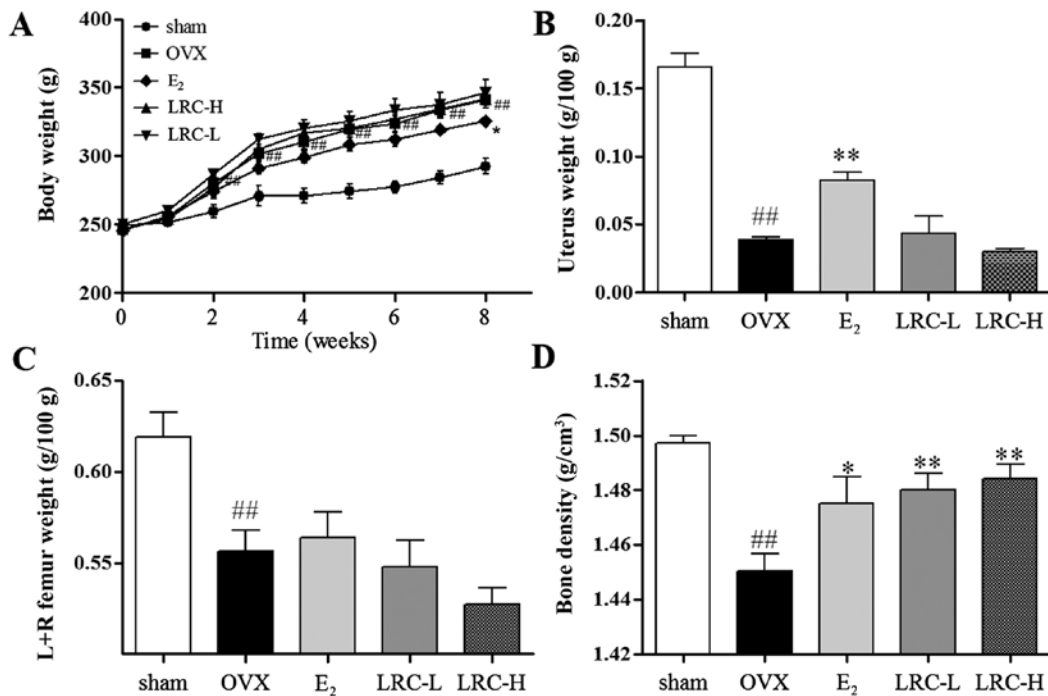 A
400
350
300
250
200
Body weight (g)
sham
OVX
E₂
LRC-H
LRC-L
##
##
##
##
##
##
##
*
0
2
4
6
8
Time (weeks)
B
0.20
0.15
0.10
0.05
0.00
Uterus weight (g/100 g)
##
**
sham
OVX
E₂
LRC-L
LRC-H
C
0.65
0.60
0.55
L+R femur weight (g/100 g)
##
sham
OVX
E₂
LRC-L
LRC-H
D
1.52
1.50
1.48
1.46
1.44
1.42
Bone density (g/cm³)
##
*
**
**
sham
OVX
E₂
LRC-L
LRC-H